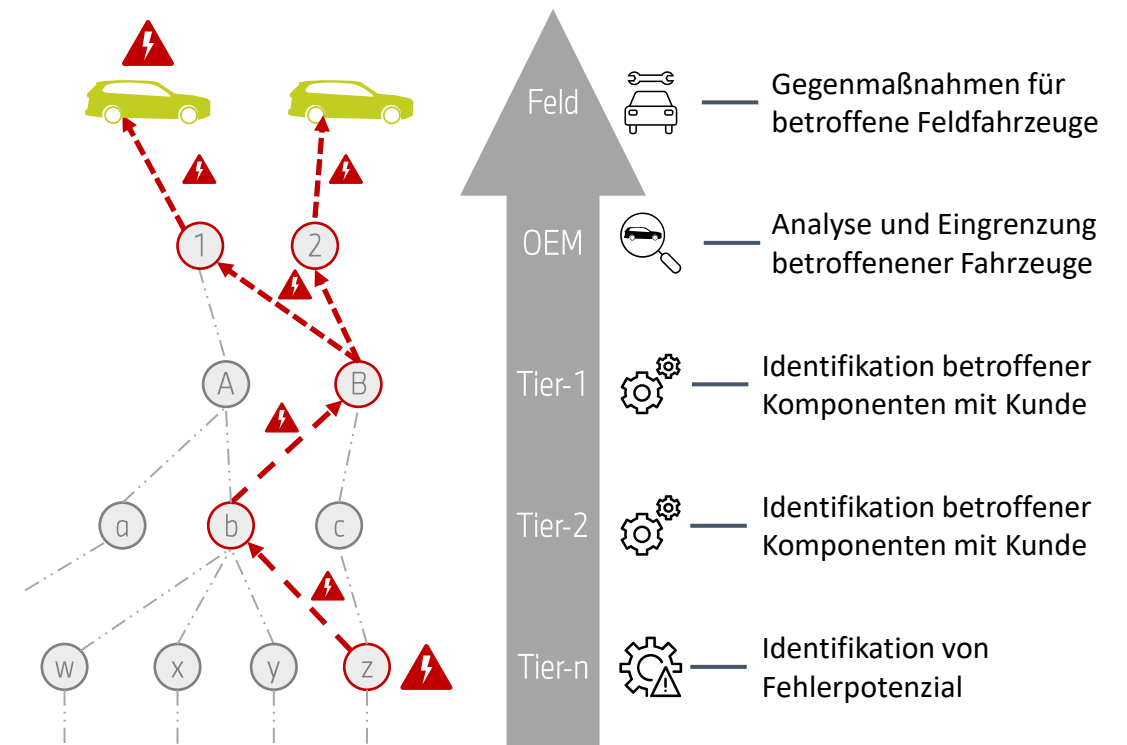 Feld
Gegenmaßnahmen für
betroffene Feldfahrzeuge
1
2
OEM
Analyse und Eingrenzung
betroffenener Fahrzeuge
A
B
Tier-1
Identifikation betroffener
Komponenten mit Kunde
a
b
c
Tier-2
Identifikation betroffener
Komponenten mit Kunde
w
x
y
z
Tier-n
Identifikation von
Fehlerpotenzial